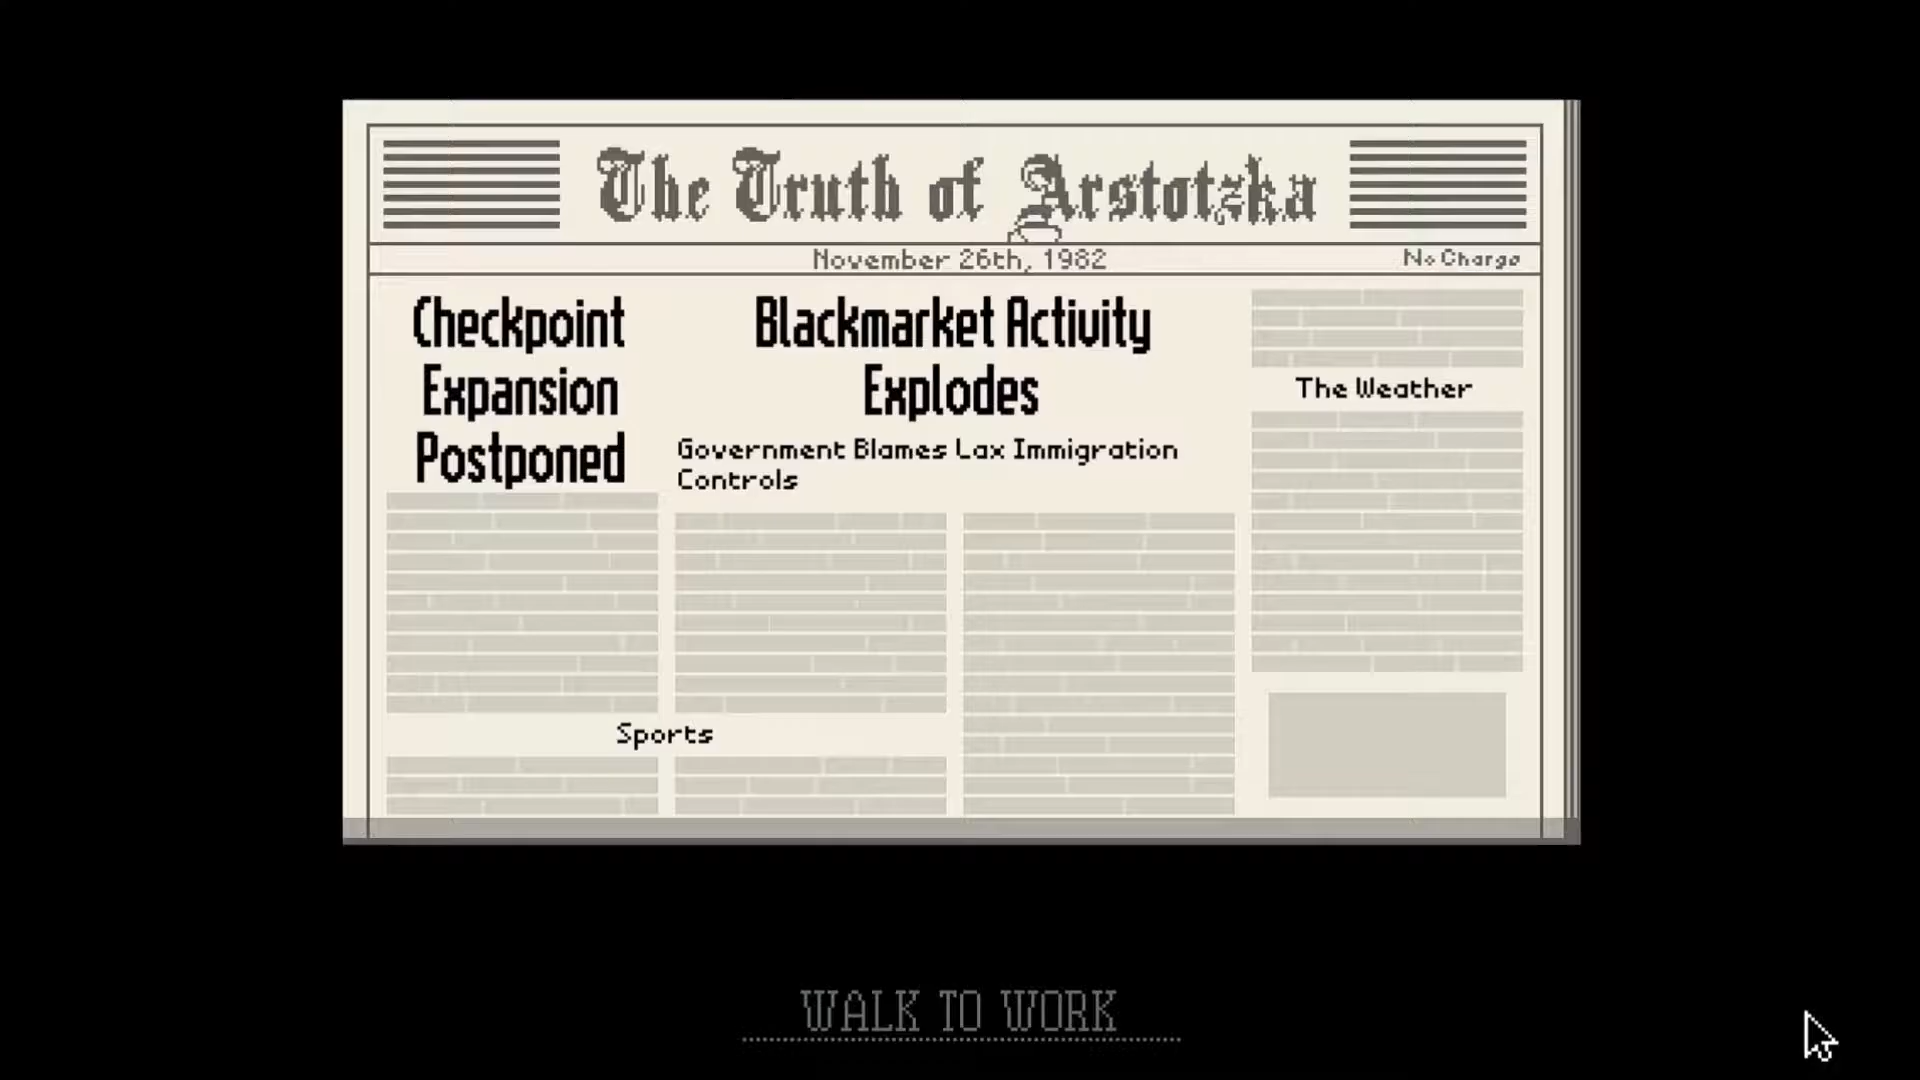 The Truth of Arstotzka
November 26th, 1982
No Charge
Checkpoint
Expansion
Postponed
Blackmarket Activity
Explodes
Government Blames Lax Immigration
Controls
The Weather
Sports
WALK TO WORK